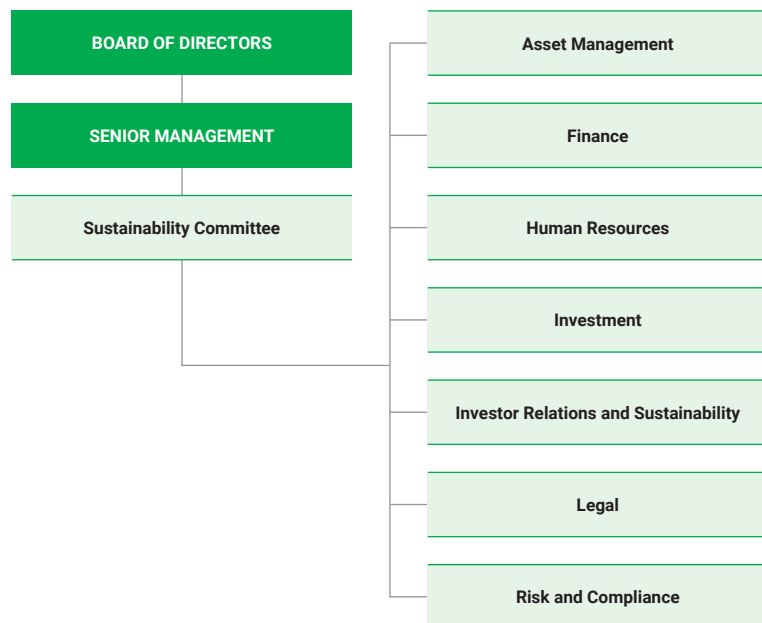 BOARD OF DIRECTORS
SENIOR MANAGEMENT
Sustainability Committee
Asset Management
Finance
Human Resources
Investment
Investor Relations and Sustainability
Legal
Risk and Compliance